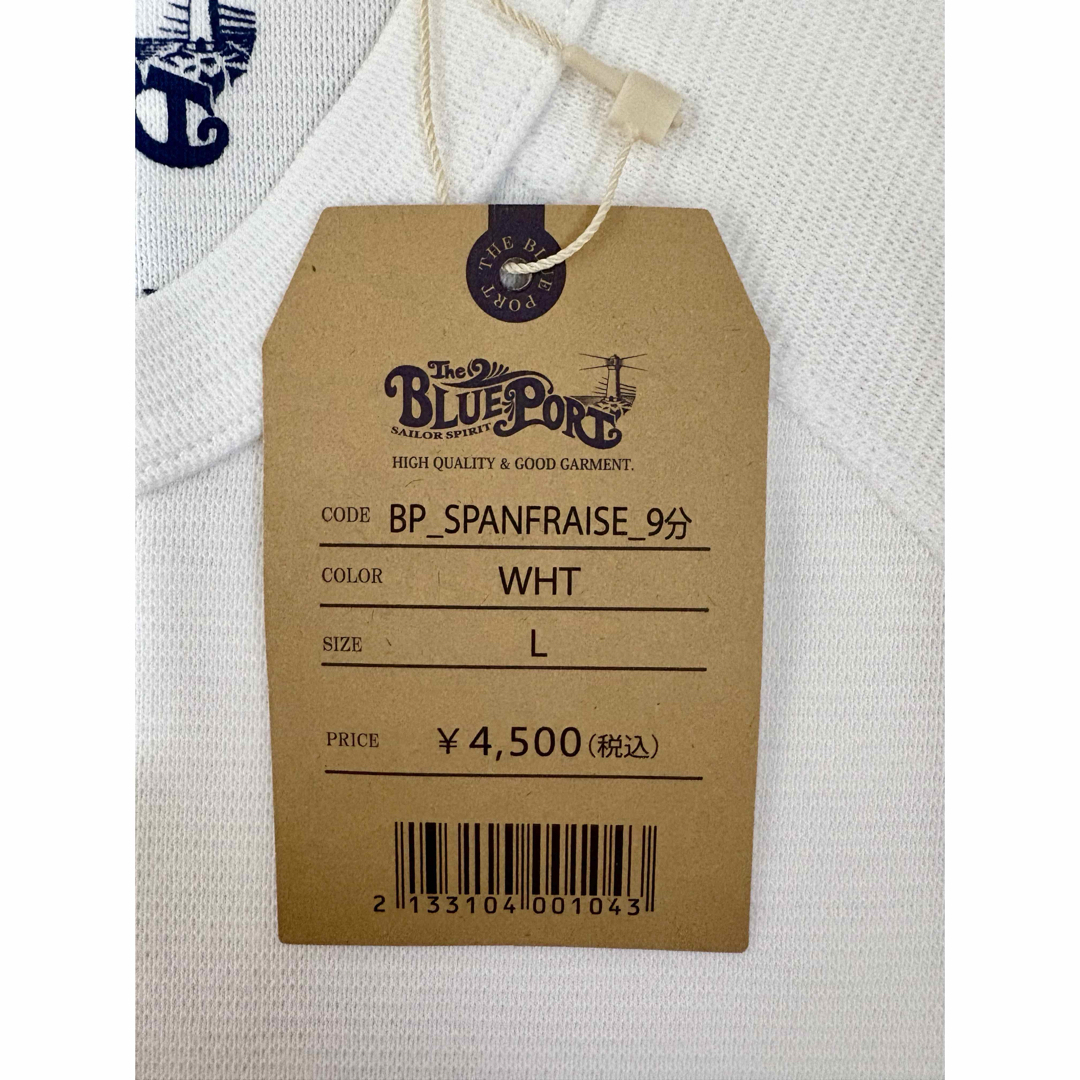 THE BLUE PORT
The
BLUE PORT
SAILOR SPIRIT
HIGH QUALITY & GOOD GARMENT.
CODE BP_SPANFRAISE_9分
COLOR WHT
SIZE L
PRICE ¥4,500(税込)
2 133104 001043